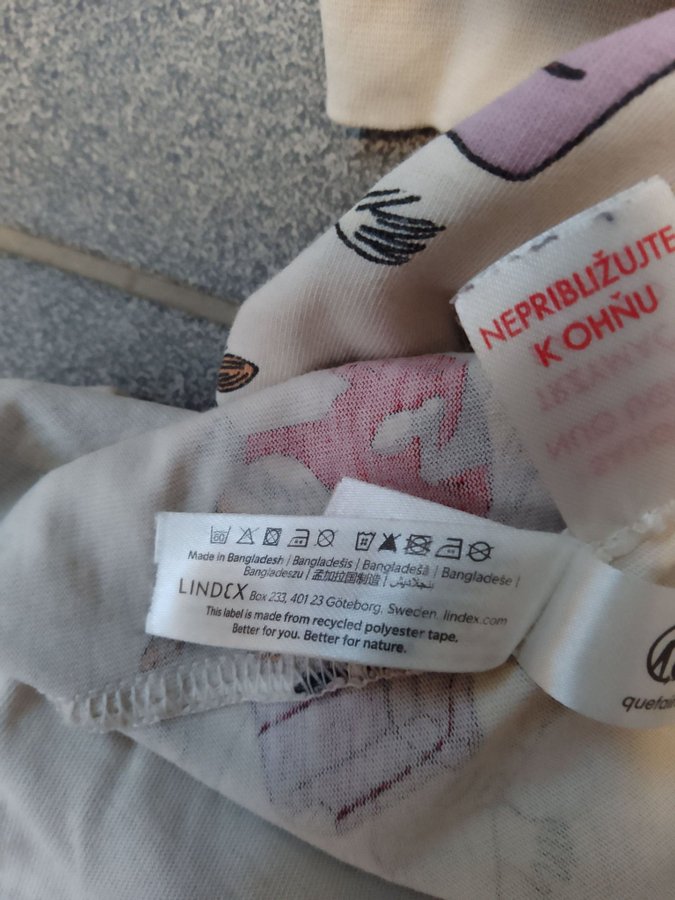 NEPRIBLIŽUJTE
K OHŇU
60
Made in Bangladesh | Bangladešis | Bangladešā | Bangladeše |
Bangladeszu | 孟加拉国制造 | بنجلاديش
LINDEX Box 233, 401 23 Göteborg, Sweden. lindex.com
This label is made from recycled polyester tape.
Better for you. Better for nature.